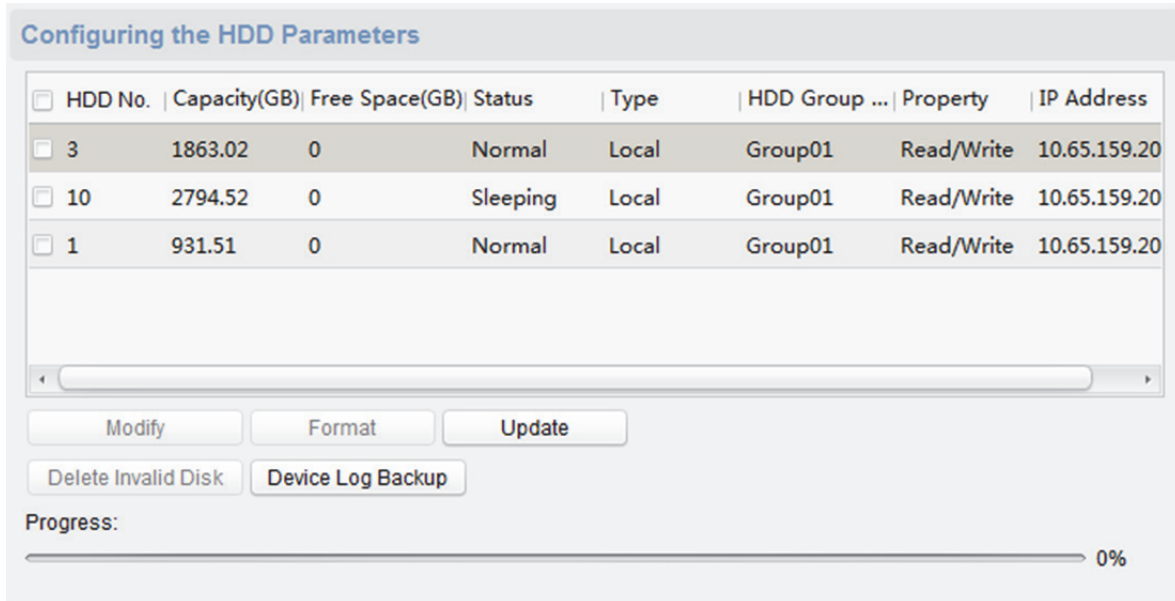 Configuring the HDD Parameters
HDD No. Capacity(GB) Free Space(GB) Status Type HDD Group ... Property IP Address
3 1863.02 0 Normal Local Group01 Read/Write 10.65.159.20
10 2794.52 0 Sleeping Local Group01 Read/Write 10.65.159.20
1 931.51 0 Normal Local Group01 Read/Write 10.65.159.20
Modify Format Update
Delete Invalid Disk Device Log Backup
Progress:
0%